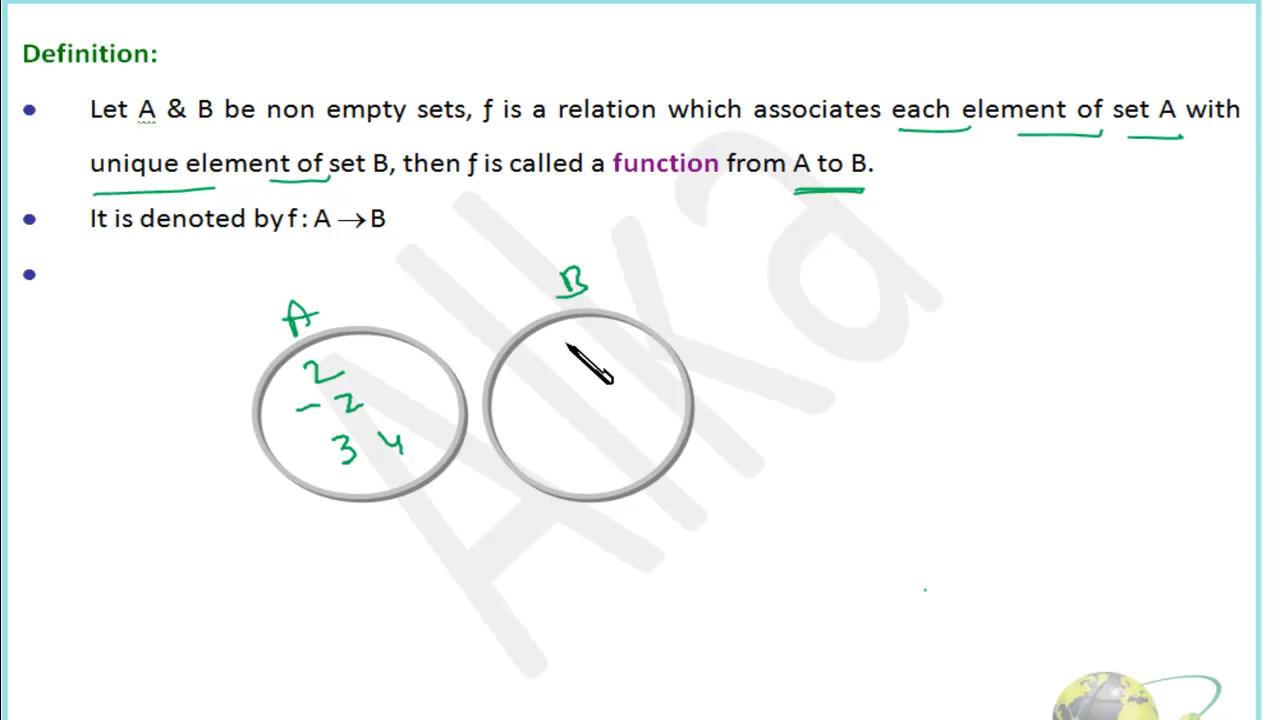 Definition:
Let A & B be non empty sets, ƒ is a relation which associates each element of set A with
unique element of set B, then ƒ is called a function from A to B.
It is denoted by f : A → B
B
A
2
- 2
3 4
Alka